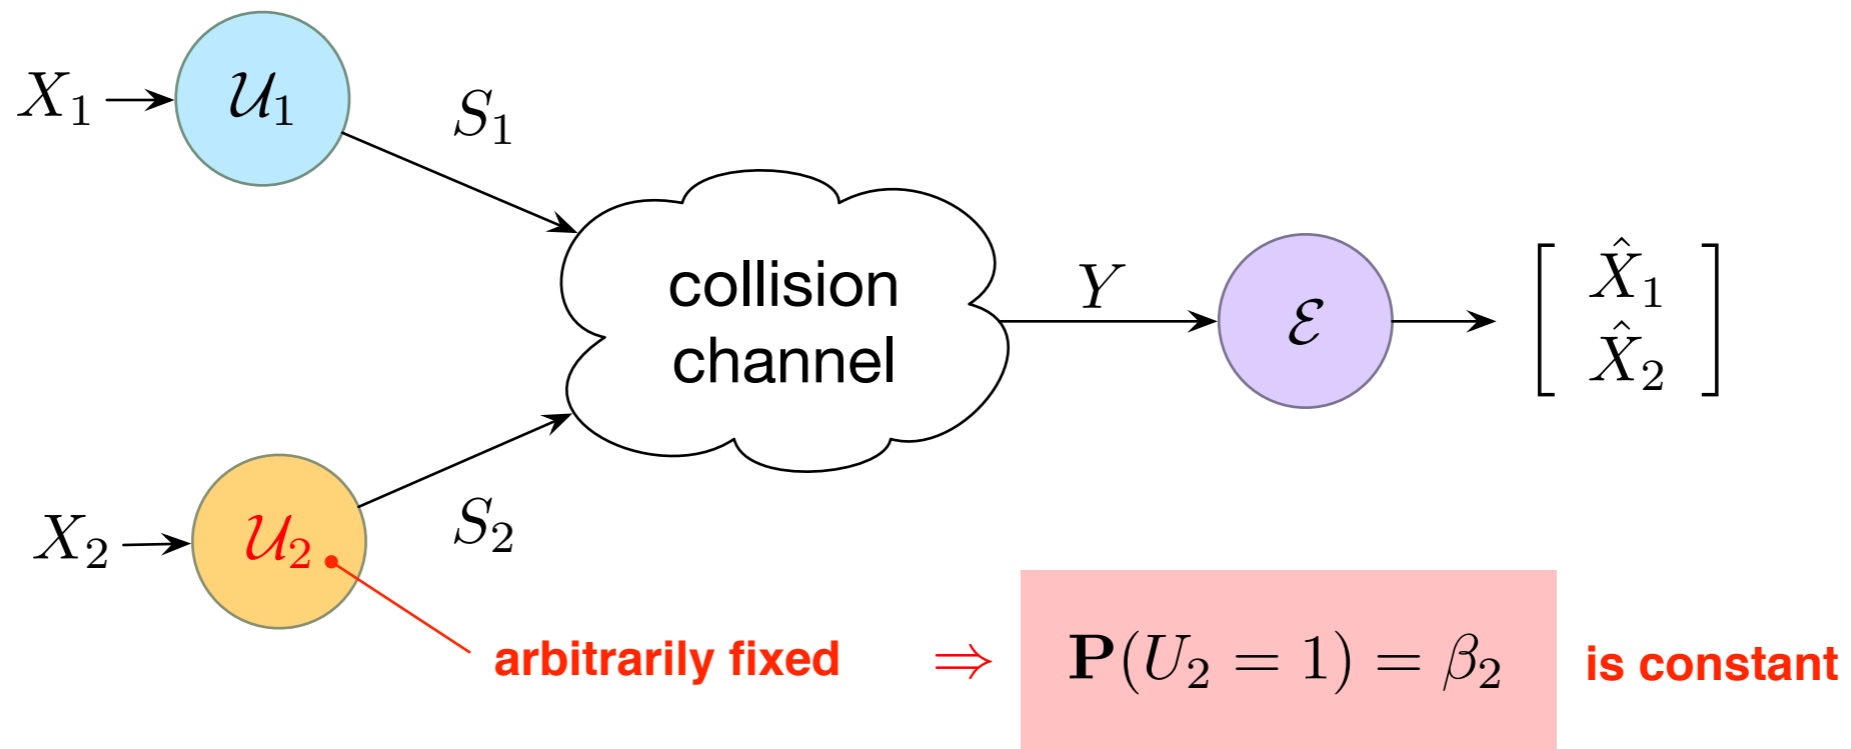 X₁
𝒰₁
S₁
collision
channel
Y
ℰ
X̂₁
X̂₂
X₂
𝒰₂
S₂
arbitrarily fixed ⇒ 𝐏(U₂ = 1) = β₂ is constant